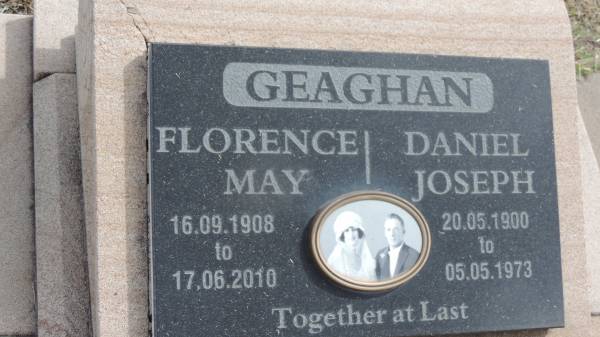 GEAGHAN
FLORENCE
MAY
16.09.1908
to
17.06.2010
DANIEL
JOSEPH
20.05.1900
to
05.05.1973
Together at Last